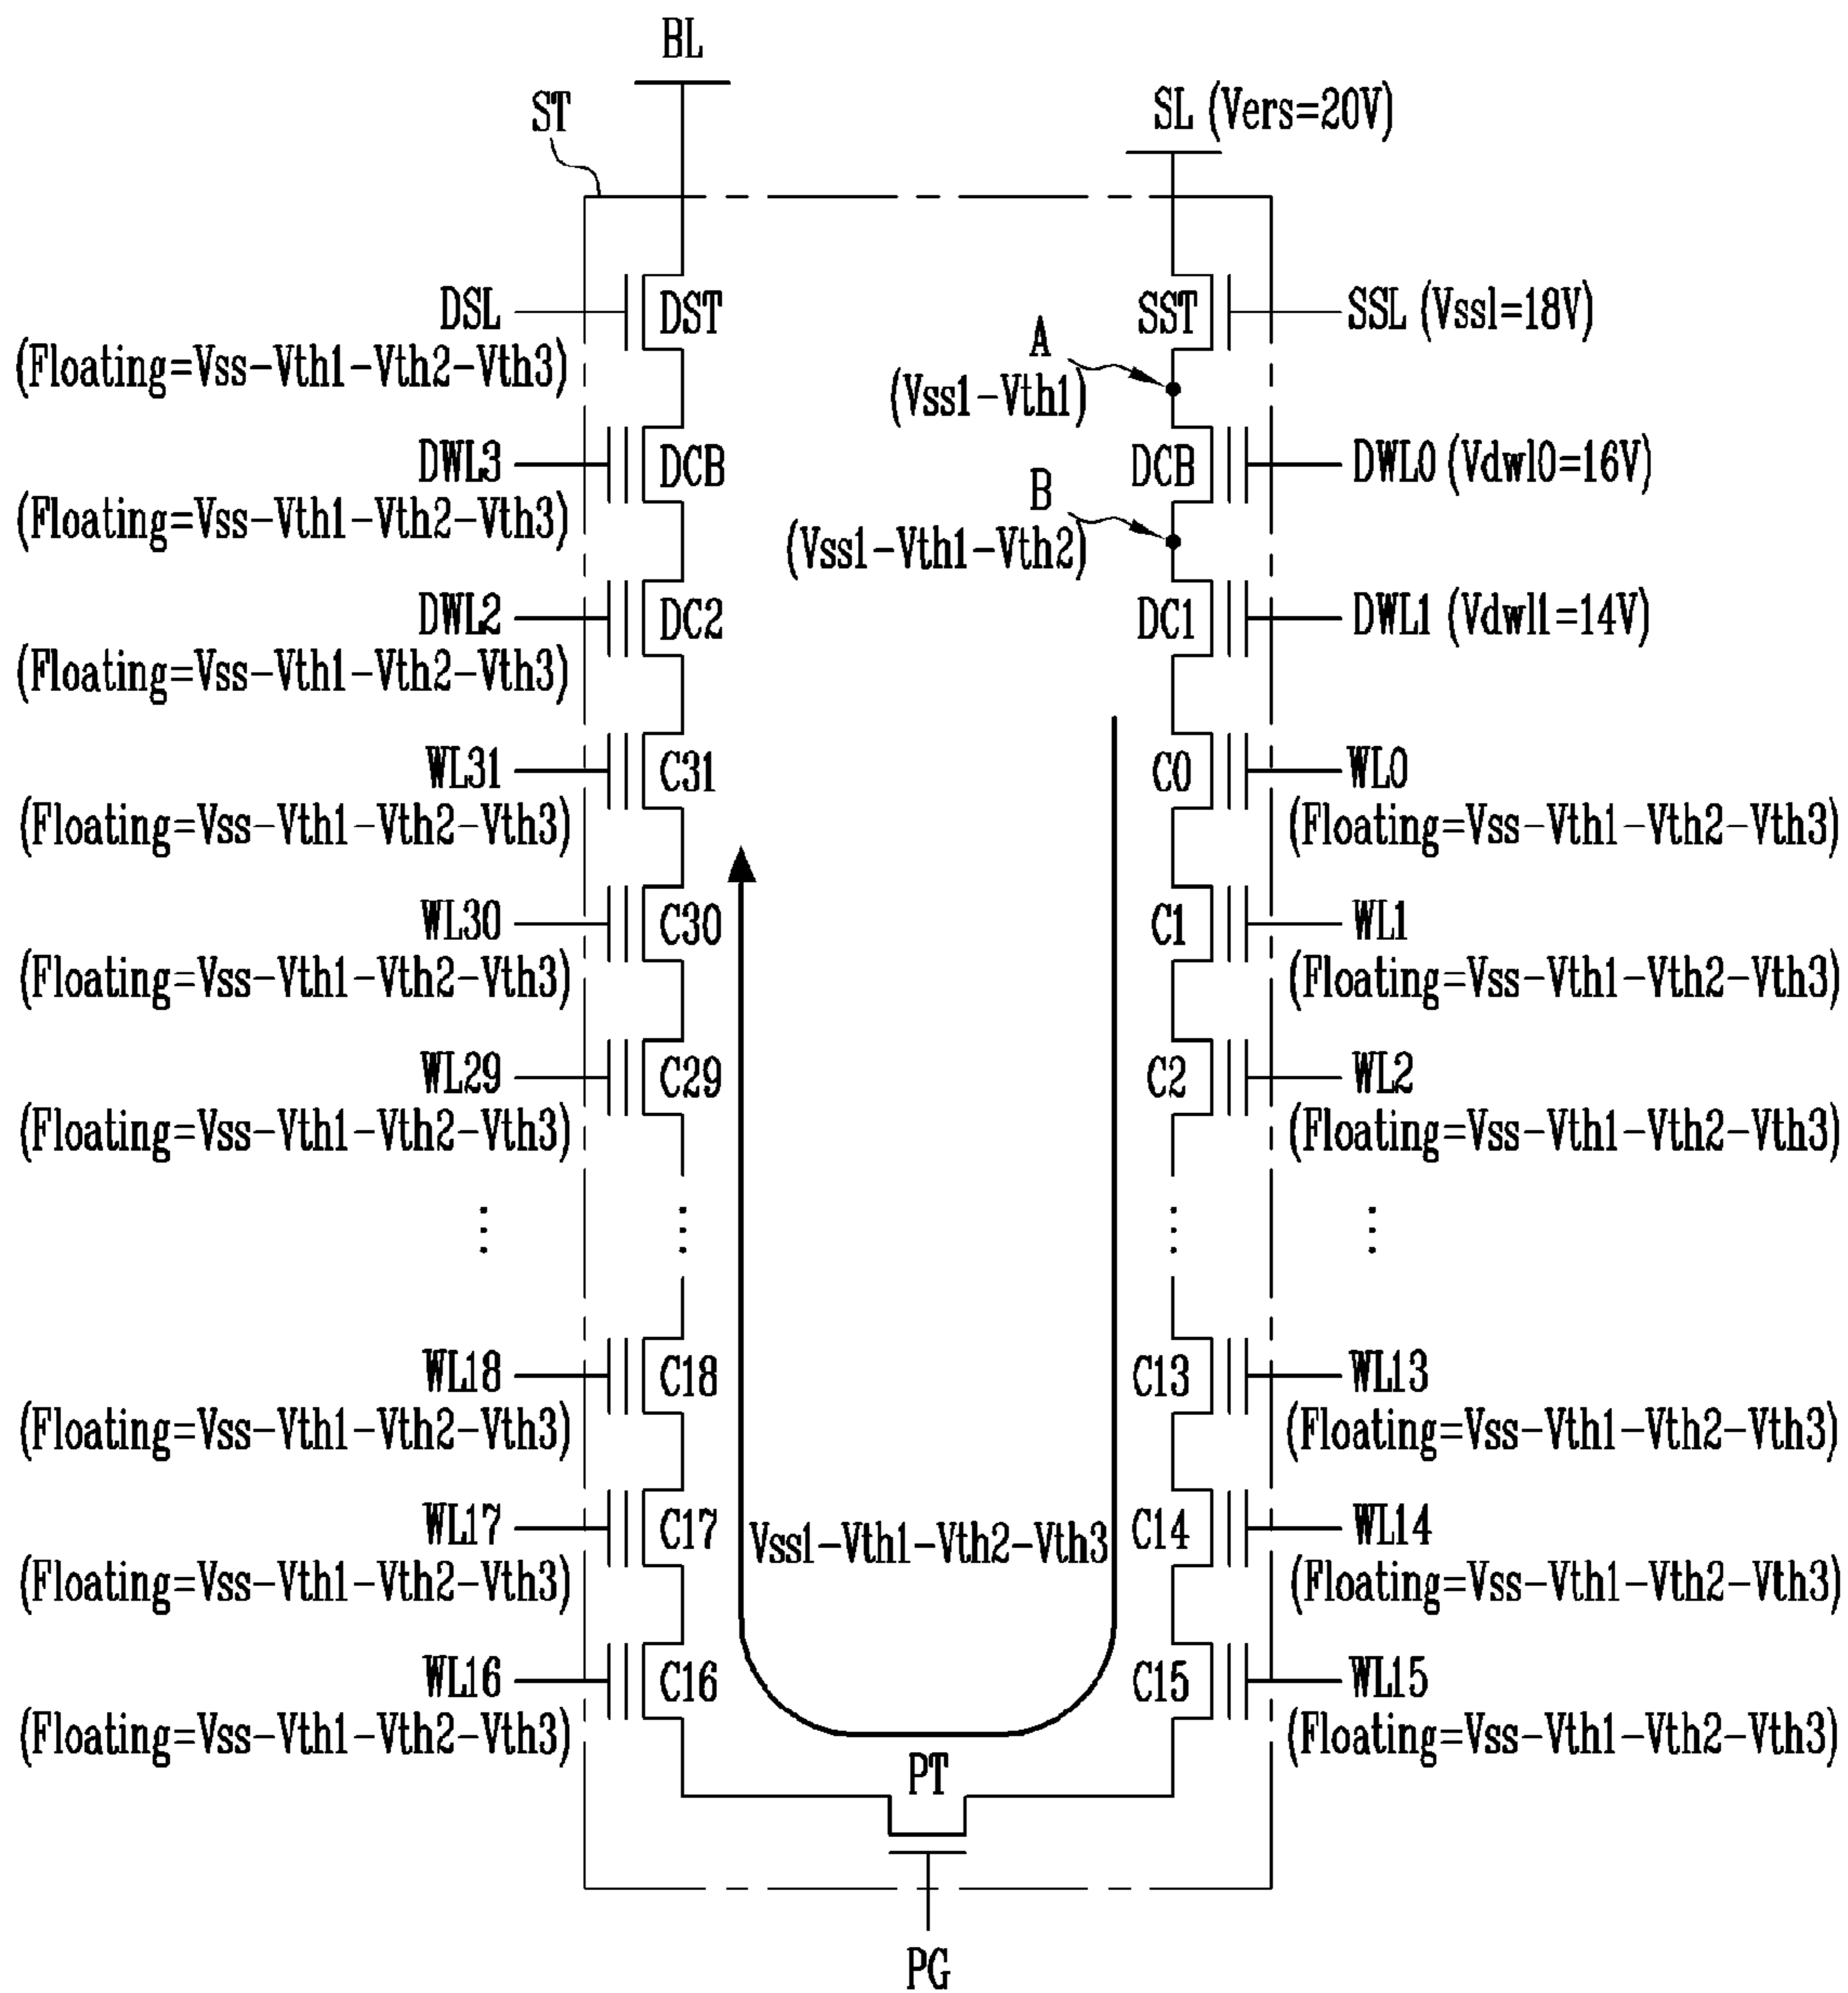 BL
SL (Vers=20V)
ST
DSL
DST
SST
SSL (Vssl=18V)
(Floating=Vss-Vth1-Vth2-Vth3)
A
(Vss1-Vth1)
DWL3
DCB
DCB
DWL0 (Vdwl0=16V)
(Floating=Vss-Vth1-Vth2-Vth3)
B
(Vss1-Vth1-Vth2)
DWL2
DC2
DC1
DWL1 (Vdwl1=14V)
(Floating=Vss-Vth1-Vth2-Vth3)
WL31
C31
C0
WL0
(Floating=Vss-Vth1-Vth2-Vth3)
(Floating=Vss-Vth1-Vth2-Vth3)
WL30
C30
C1
WL1
(Floating=Vss-Vth1-Vth2-Vth3)
(Floating=Vss-Vth1-Vth2-Vth3)
WL29
C29
C2
WL2
(Floating=Vss-Vth1-Vth2-Vth3)
(Floating=Vss-Vth1-Vth2-Vth3)
WL18
C18
C13
WL13
(Floating=Vss-Vth1-Vth2-Vth3)
(Floating=Vss-Vth1-Vth2-Vth3)
WL17
C17
Vss1-Vth1-Vth2-Vth3
C14
WL14
(Floating=Vss-Vth1-Vth2-Vth3)
(Floating=Vss-Vth1-Vth2-Vth3)
WL16
C16
C15
WL15
(Floating=Vss-Vth1-Vth2-Vth3)
(Floating=Vss-Vth1-Vth2-Vth3)
PT
PG